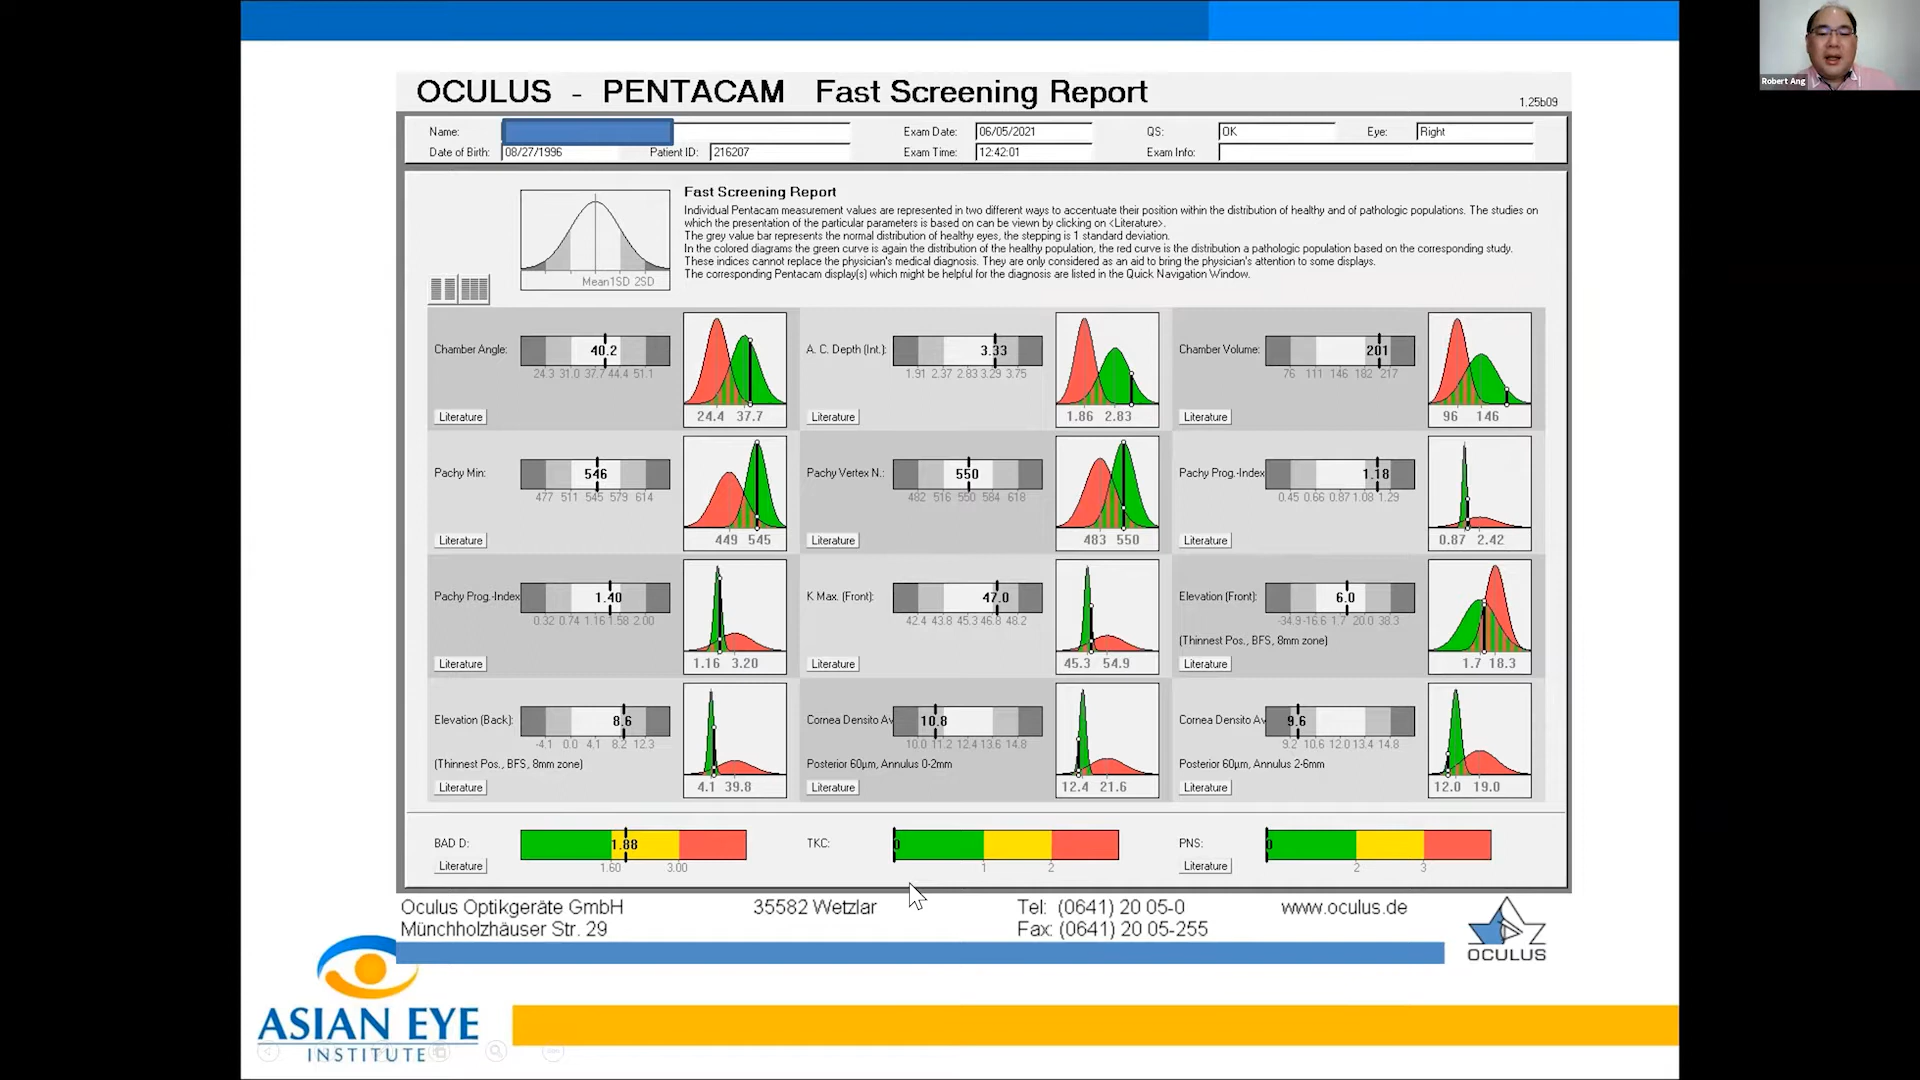 Robert Ang
OCULUS - PENTACAM Fast Screening Report
1.25b09
Name: Exam Date: 06/05/2021 QS: OK Eye: Right
Date of Birth: 08/27/1996 Patient ID: 216207 Exam Time: 12:42:01 Exam Info:
Fast Screening Report
Individual Pentacam measurement values are represented in two different ways to accentuate their position within the distribution of healthy and of pathologic populations. The studies on
which the presentation of the particular parameters is based on can be view by clicking on <Literature>.
The grey value bar represents the normal distribution of healthy eyes, the stepping is 1 standard deviation.
In the colored diagrams the green curve is again the distribution of the healthy population, the red curve is the distribution a pathologic population based on the corresponding study.
These indices cannot replace the physician's medical diagnosis. They are only considered as an aid to bring the physician's attention to some displays.
The corresponding Pentacam display(s) which might be helpful for the diagnosis are listed in the Quick Navigation Window.
Mean 1SD 2SD
Chamber Angle: 40.2
24.3 31.0 37.7 44.4 51.1
Literature
24.4 37.7
A. C. Depth (Int.): 3.33
1.91 2.37 2.83 3.29 3.75
Literature
1.86 2.83
Chamber Volume: 201
76 111 146 182 217
Literature
96 146
Pachy Min: 546
477 511 545 579 614
Literature
449 545
Pachy Vertex N.: 550
482 516 550 584 618
Literature
483 550
Pachy Prog.-Index 1.18
0.45 0.66 0.87 1.08 1.29
Literature
0.87 2.42
Pachy Prog.-Index 1.40
0.32 0.74 1.16 1.58 2.00
Literature
1.16 3.20
K Max. (Front): 47.0
42.4 43.8 45.3 46.8 48.2
Literature
45.3 54.9
Elevation (Front): 6.0
-34.9 -16.6 1.7 20.0 38.3
(Thinnest Pos., BFS, 8mm zone)
Literature
1.7 18.3
Elevation (Back): 8.6
-4.1 0.0 4.1 8.2 12.3
(Thinnest Pos., BFS, 8mm zone)
Literature
4.1 39.8
Cornea Densito Av 10.8
10.0 11.2 12.4 13.6 14.8
Posterior 60µm, Annulus 0-2mm
Literature
12.4 21.6
Cornea Densito Av 9.6
9.2 10.6 12.0 13.4 14.8
Posterior 60µm, Annulus 2-6mm
Literature
12.0 19.0
BAD D: 1.88
1.60 3.00
Literature
TKC: 0
1 2
PNS: 0
2 3
Literature
Oculus Optikgeräte GmbH 35582 Wetzlar Tel: (0641) 20 05-0 www.oculus.de
Münchholzhäuser Str. 29 Fax: (0641) 20 05-255
OCULUS
ASIAN EYE
INSTITUTE